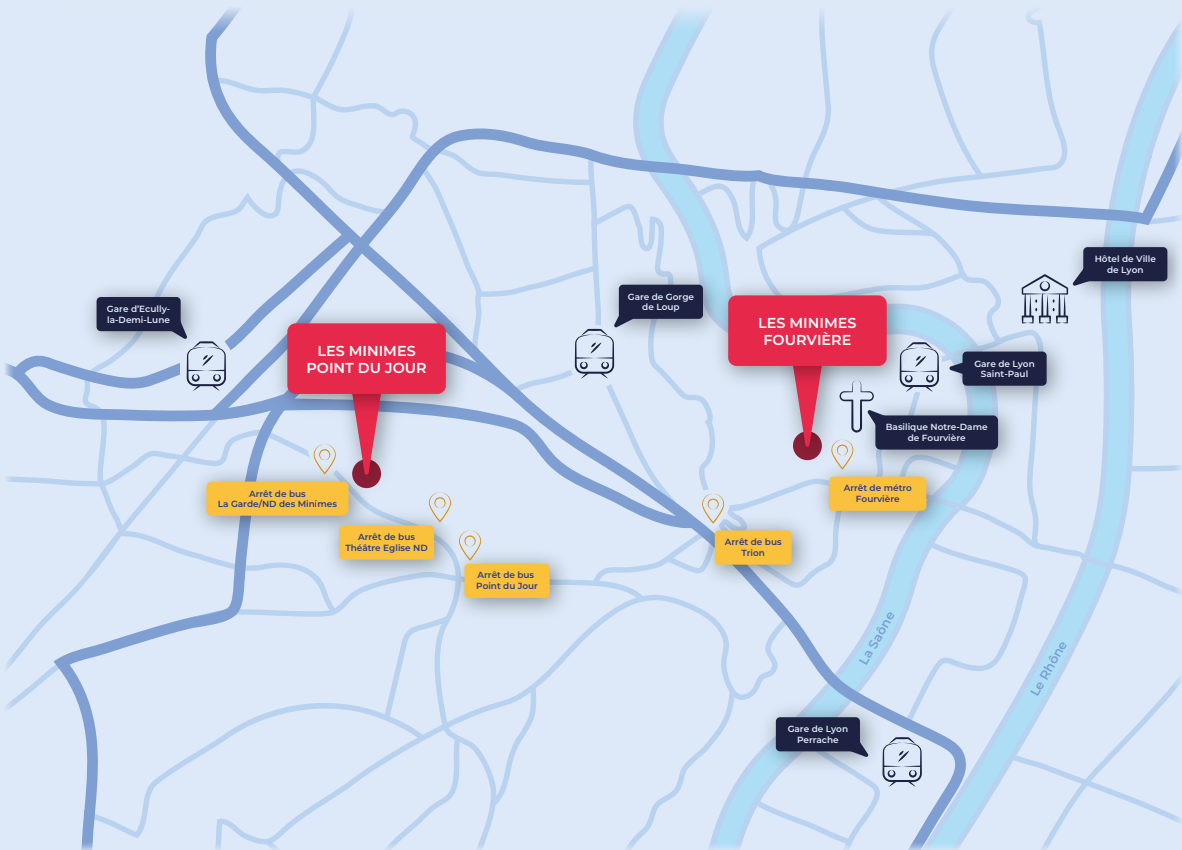 Hôtel de Ville
de Lyon
Gare de Gorge
de Loup
Gare d'Ecully-
la-Demi-Lune
LES MINIMES
FOURVIÈRE
LES MINIMES
POINT DU JOUR
Gare de Lyon
Saint-Paul
Basilique Notre-Dame
de Fourvière
Arrêt de métro
Fourvière
Arrêt de bus
La Garde/ND des Minimes
Arrêt de bus
Théâtre Eglise ND
Arrêt de bus
Trion
Arrêt de bus
Point du Jour
La Saône
Le Rhône
Gare de Lyon
Perrache